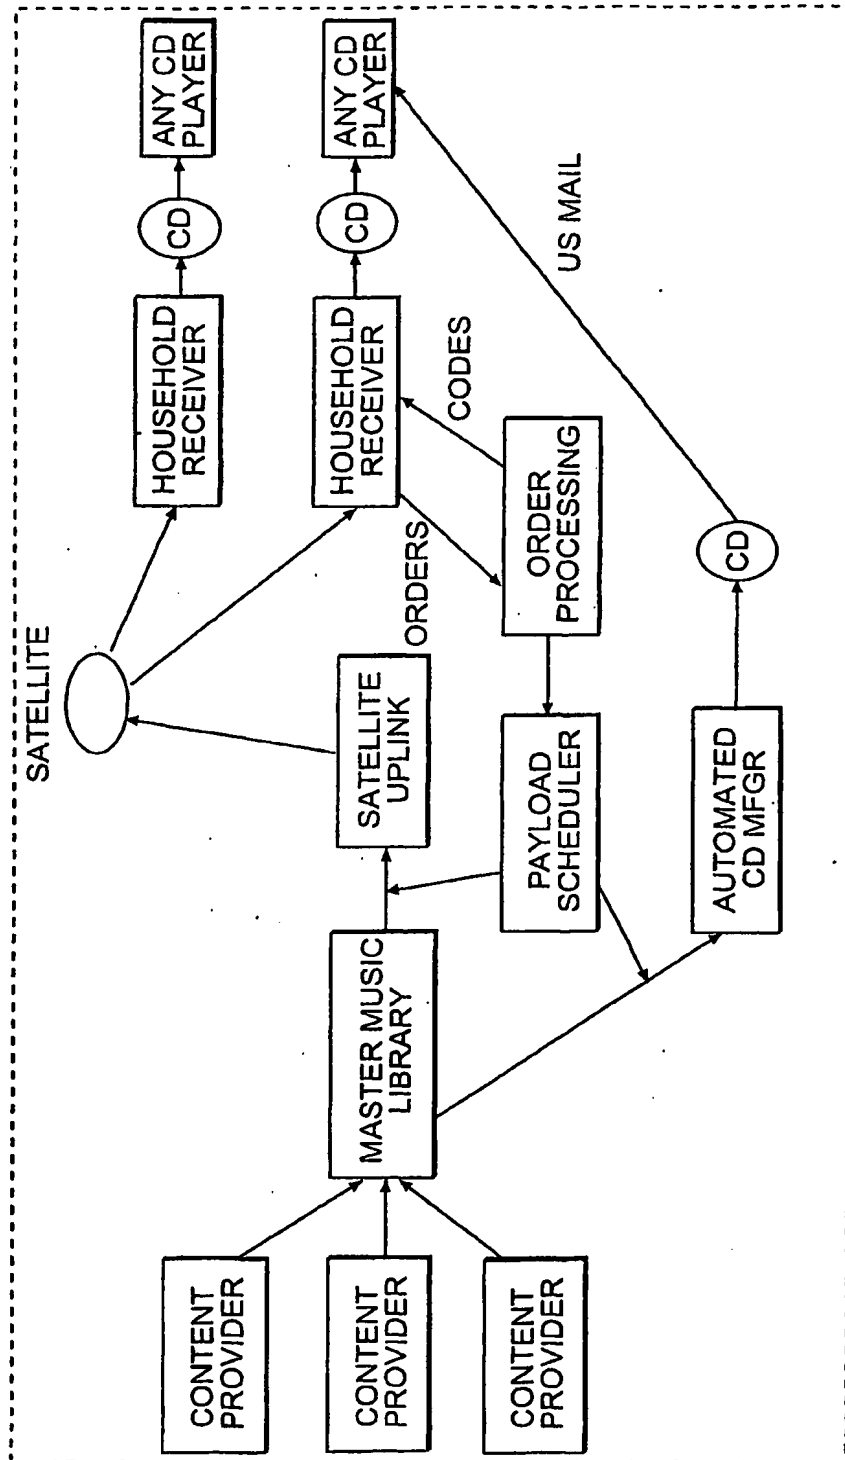 SATELLITE
CONTENT
PROVIDER
CONTENT
PROVIDER
CONTENT
PROVIDER
MASTER MUSIC
LIBRARY
SATELLITE
UPLINK
ORDERS
PAYLOAD
SCHEDULER
ORDER
PROCESSING
CODES
AUTOMATED
CD MFGR
CD
US MAIL
HOUSEHOLD
RECEIVER
CD
ANY CD
PLAYER
HOUSEHOLD
RECEIVER
CD
ANY CD
PLAYER